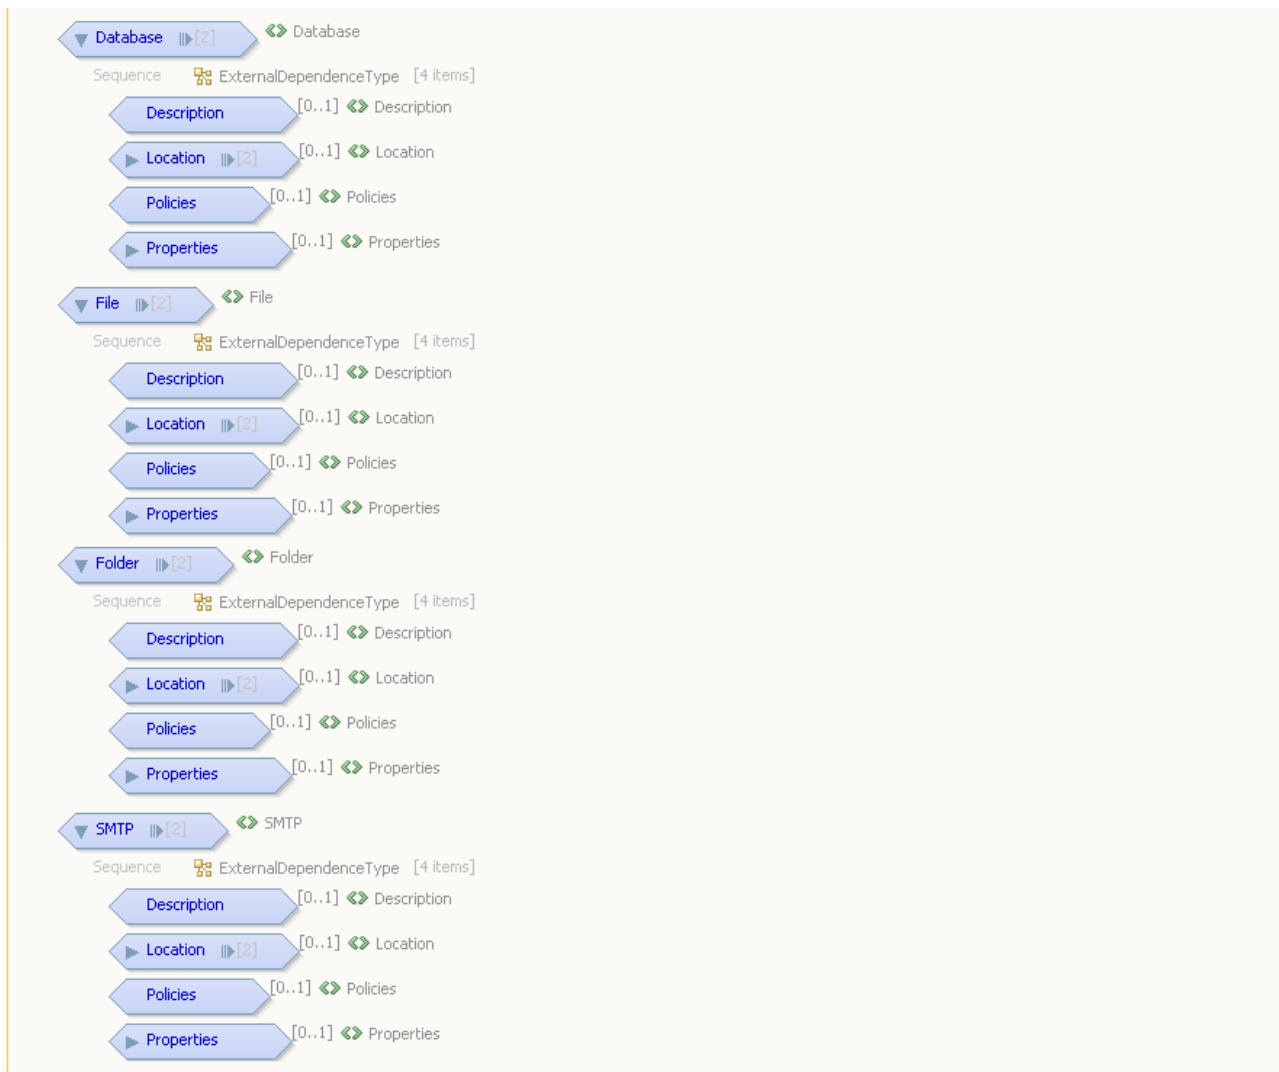 Database [2] Database
Sequence ExternalDependenceType [4 items]
Description [0..1] Description
Location [2] [0..1] Location
Policies [0..1] Policies
Properties [0..1] Properties
File [2] File
Sequence ExternalDependenceType [4 items]
Description [0..1] Description
Location [2] [0..1] Location
Policies [0..1] Policies
Properties [0..1] Properties
Folder [2] Folder
Sequence ExternalDependenceType [4 items]
Description [0..1] Description
Location [2] [0..1] Location
Policies [0..1] Policies
Properties [0..1] Properties
SMTP [2] SMTP
Sequence ExternalDependenceType [4 items]
Description [0..1] Description
Location [2] [0..1] Location
Policies [0..1] Policies
Properties [0..1] Properties